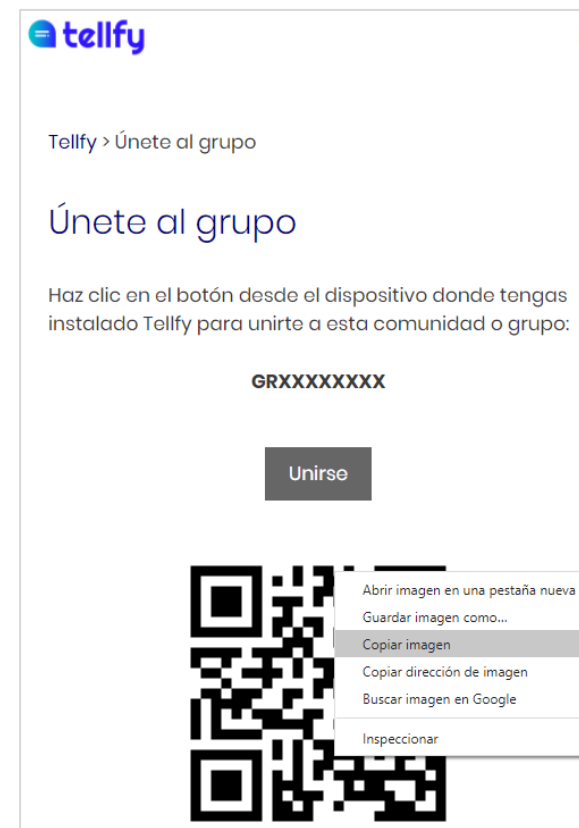 tellfy
Tellfy > Únete al grupo
Únete al grupo
Haz clic en el botón desde el dispositivo donde tengas
instalado Tellfy para unirte a esta comunidad o grupo:
GRXXXXXXXX
Unirse
Abrir imagen en una pestaña nueva
Guardar imagen como...
Copiar imagen
Copiar dirección de imagen
Buscar imagen en Google
Inspeccionar